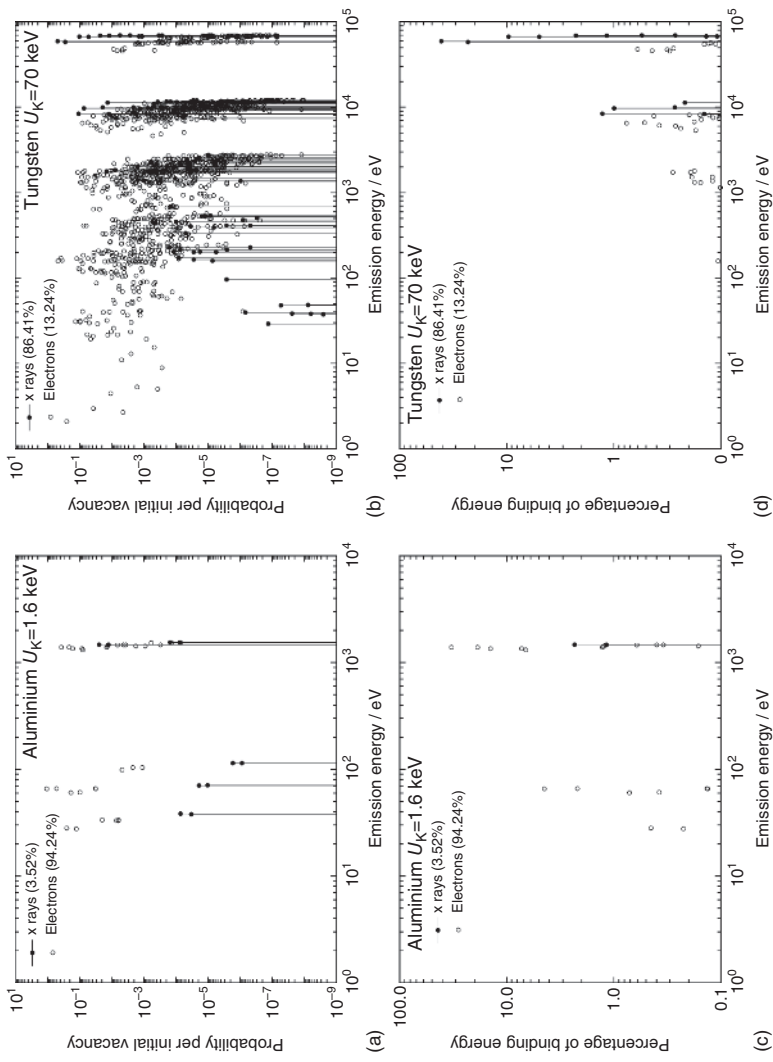 Aluminium U_K=1.6 keV
x rays (3.52%)
Electrons (94.24%)
Probability per initial vacancy
10^1
10^-1
10^-3
10^-5
10^-7
10^-9
10^0
10^1
10^2
10^3
10^4
Emission energy / eV
(a)
Tungsten U_K=70 keV
x rays (86.41%)
Electrons (13.24%)
Probability per initial vacancy
10^1
10^-1
10^-3
10^-5
10^-7
10^-9
10^0
10^1
10^2
10^3
10^4
10^5
Emission energy / eV
(b)
Aluminium U_K=1.6 keV
x rays (3.52%)
Electrons (94.24%)
Percentage of binding energy
100.0
10.0
1.0
0.1
10^0
10^1
10^2
10^3
10^4
Emission energy / eV
(c)
Tungsten U_K=70 keV
x rays (86.41%)
Electrons (13.24%)
Percentage of binding energy
100
10
1
0
10^0
10^1
10^2
10^3
10^4
10^5
Emission energy / eV
(d)